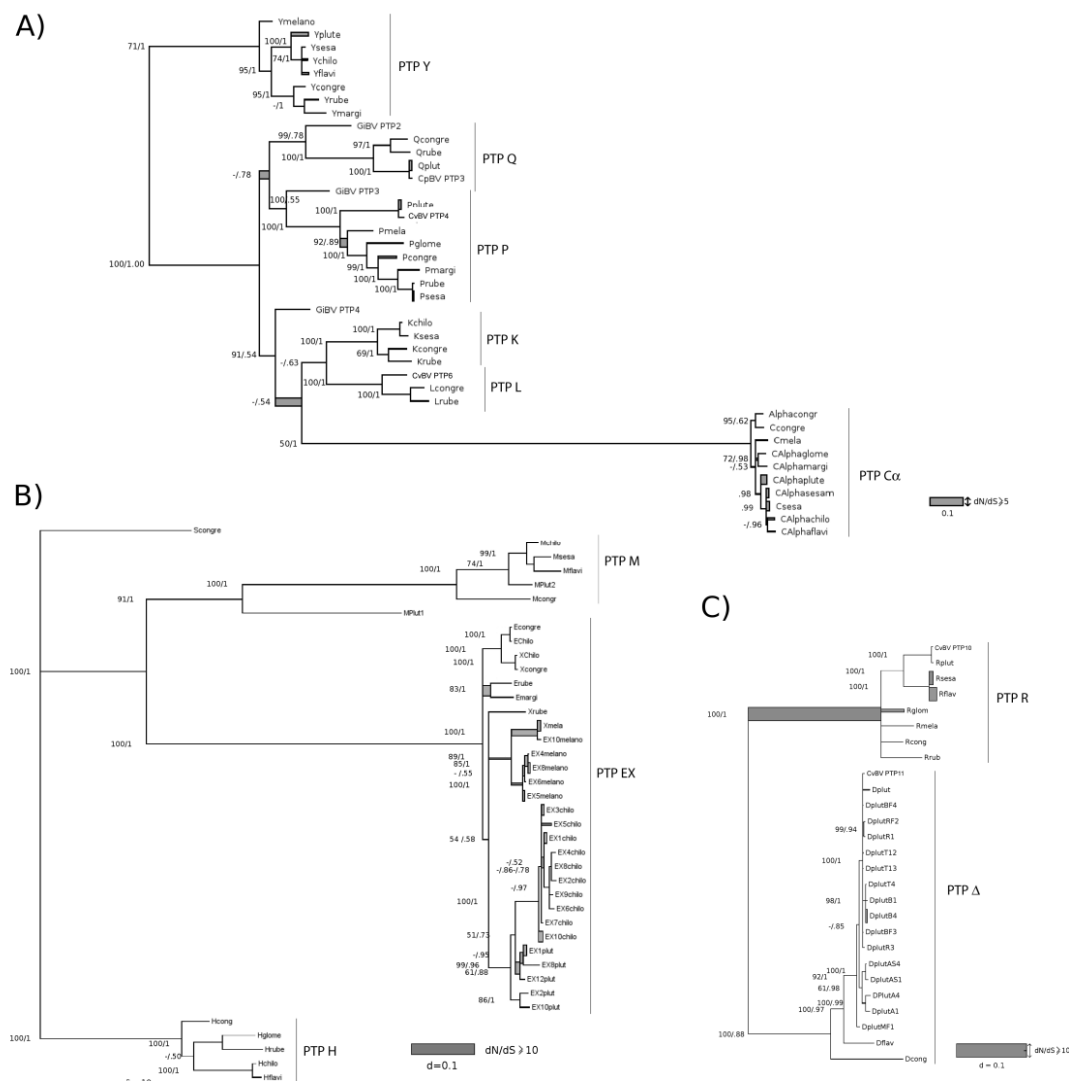 A)
Ymelano
100/1
Yplute
71/1
Ysesa
74/1
Ychilo
PTP Y
95/1
Yflavi
Ycongre
95/1
Yrube
-/1
Ymargi
GiBV PTP2
99/.78
Qcongre
97/1
Qrube
100/1
PTP Q
Qplut
100/1
CpBV PTP3
-/.78
GiBV PTP3
100/.55
Pplute
100/1
CvBV PTP4
100/1
Pmela
92/.89
Pglome
PTP P
100/1
Pcongre
99/1
Pmargi
100/1
100/1.00
100/1
Prube
Psesa
GiBV PTP4
Kchilo
100/1
Ksesa
100/1
PTP K
Kcongre
91/.54
69/1
-/.63
Krube
CvBV PTP6
100/1
PTP L
Lcongre
100/1
-/.54
Lrube
Alphacongr
95/.62
Ccongre
50/1
Cmela
72/.98
CAlphaglome
-/.53
CAlphamargi
PTP Cα
CAlphaplute
.98
CAlphasesam
Csesa
.99
CAlphachilo
-/.96
CAlphaflavi
dN/dS⩾5
0.1
B)
Scongre
Mchilo
99/1
Msesa
PTP M
74/1
Mflavi
100/1
100/1
MPlut2
91/1
Mcongr
MPlut1
Econgre
100/1
EChilo
100/1
XChilo
100/1
Xcongre
100/1
Erube
83/1
Emargi
Xrube
Xmela
100/1
EX10melano
100/1
89/1
EX4melano
85/1
EX8melano
-/.55
PTP EX
EX6melano
100/1
EX5melano
EX3chilo
EX5chilo
EX1chilo
54/.58
EX4chilo
-/.52
EX8chilo
-/.86-/.78
EX2chilo
-/.97
EX9chilo
EX6chilo
100/1
EX7chilo
51/.73
EX10chilo
EX1plut
-/.95
99/.96
EX8plut
61/.88
EX12plut
EX2plut
86/1
EX10plut
Hcong
100/1
100/1
Hglome
-/.50
Hrube
PTP H
Hchilo
100/1
Hflavi
dN/dS ⩾ 10
d=0.1
C)
CvBV PTP10
100/1
Rplut
100/1
Rsesa
100/1
PTP R
Rflav
100/1
Rglom
Rmela
Rcong
Rrub
CvBV PTP11
Dplut
DplutBF4
DplutRF2
99/.94
DplutR1
DplutT12
100/1
DplutT13
DplutT4
PTP Δ
98/1
DplutB1
DplutB4
-/.85
DplutBF3
DplutR3
DplutAS4
100/1
92/1
DplutAS1
61/.98
DPlutA4
100/.99
100/.97
DplutA1
DplutMF1
100/.88
Dflav
Dcong
dN/dS⩾10
d = 0.1